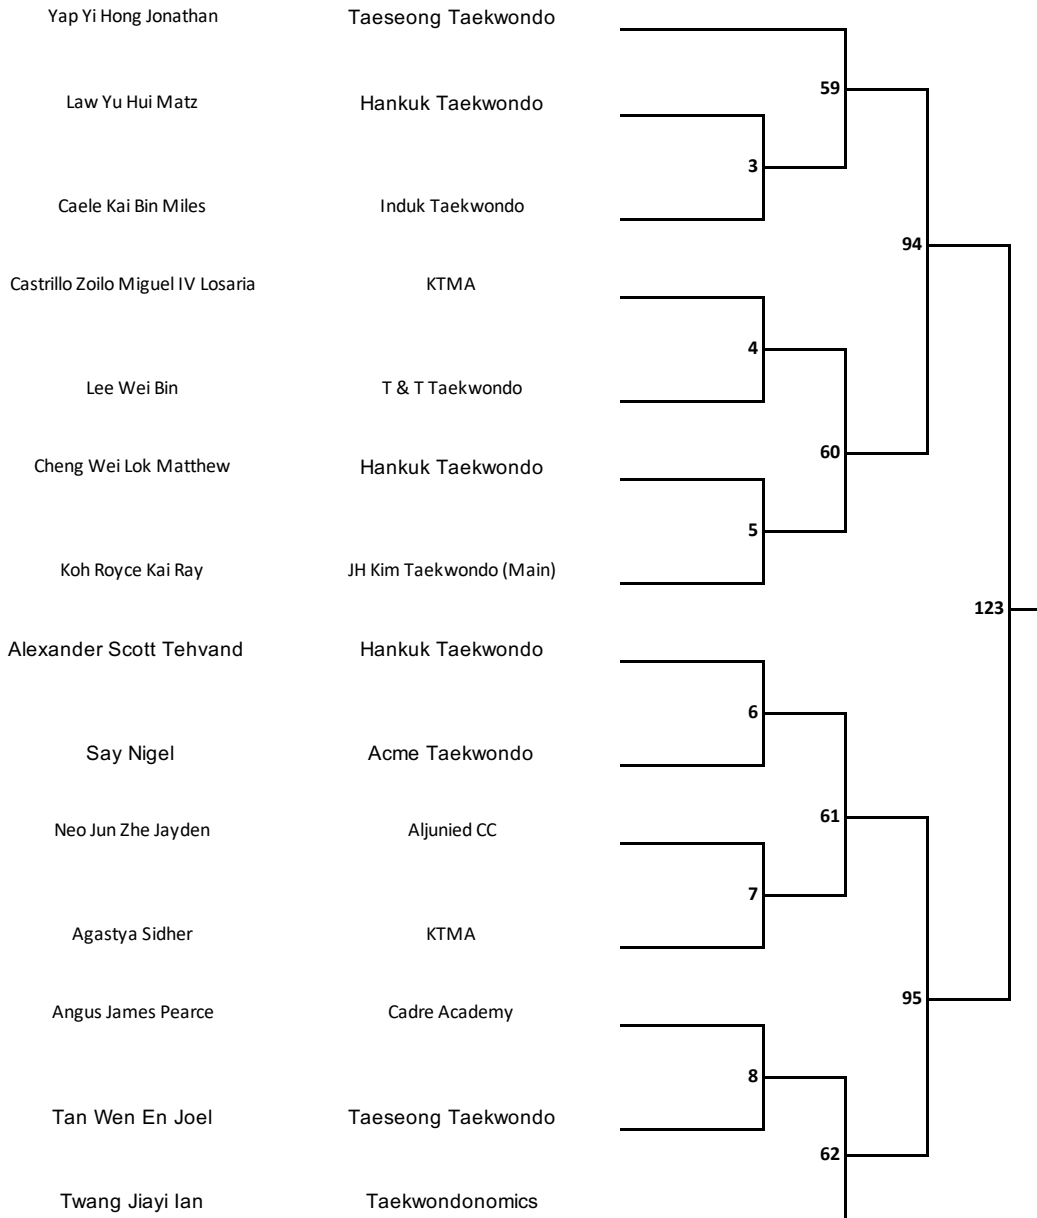 Yap Yi Hong Jonathan Taeseong Taekwondo
59
Law Yu Hui Matz Hankuk Taekwondo
3
Caele Kai Bin Miles Induk Taekwondo
94
Castrillo Zoilo Miguel IV Losaria KTMA
4
Lee Wei Bin T & T Taekwondo
60
Cheng Wei Lok Matthew Hankuk Taekwondo
5
Koh Royce Kai Ray JH Kim Taekwondo (Main)
123
Alexander Scott Tehvand Hankuk Taekwondo
6
Say Nigel Acme Taekwondo
61
Neo Jun Zhe Jayden Aljunied CC
7
Agastya Sidher KTMA
95
Angus James Pearce Cadre Academy
8
Tan Wen En Joel Taeseong Taekwondo
62
Twang Jiayi Ian Taekwondonomics